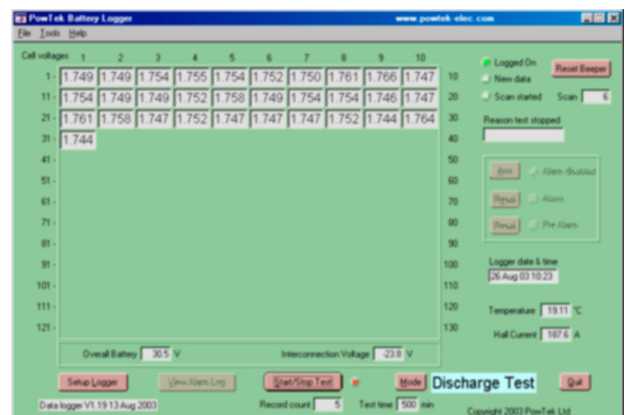 PowTek Battery Logger www.powtek-elec.com
File Tools Help
Cell voltages 1 2 3 4 5 6 7 8 9 10
1 - 1.749 1.749 1.754 1.755 1.754 1.752 1.750 1.761 1.766 1.747 10
11 - 1.754 1.749 1.749 1.752 1.758 1.749 1.754 1.754 1.746 1.747 20
21 - 1.761 1.758 1.747 1.752 1.747 1.747 1.747 1.752 1.744 1.764 30
31 - 1.744 40
41 - 50
51 - 60
61 - 70
71 - 80
81 - 90
91 - 100
101 - 110
111 - 120
121 - 130
Logged On
Reset Beeper
New data
Scan started Scan 6
Reason test stopped
Alarm disabled
Reset Alarm
Reset Pre Alarm
Logger date & time
26 Aug 03 10:23
Temperature 19.11 °C
Hall Current 187.6 A
Overall Battery 30.5 V Interconnection Voltage -23.8 V
Setup Logger View Alarm Log Start/Stop Test Mode Discharge Test Quit
Data logger V1.19 13 Aug 2003 Record count 5 Test time 500 min Copyright 2003 PowTek Ltd